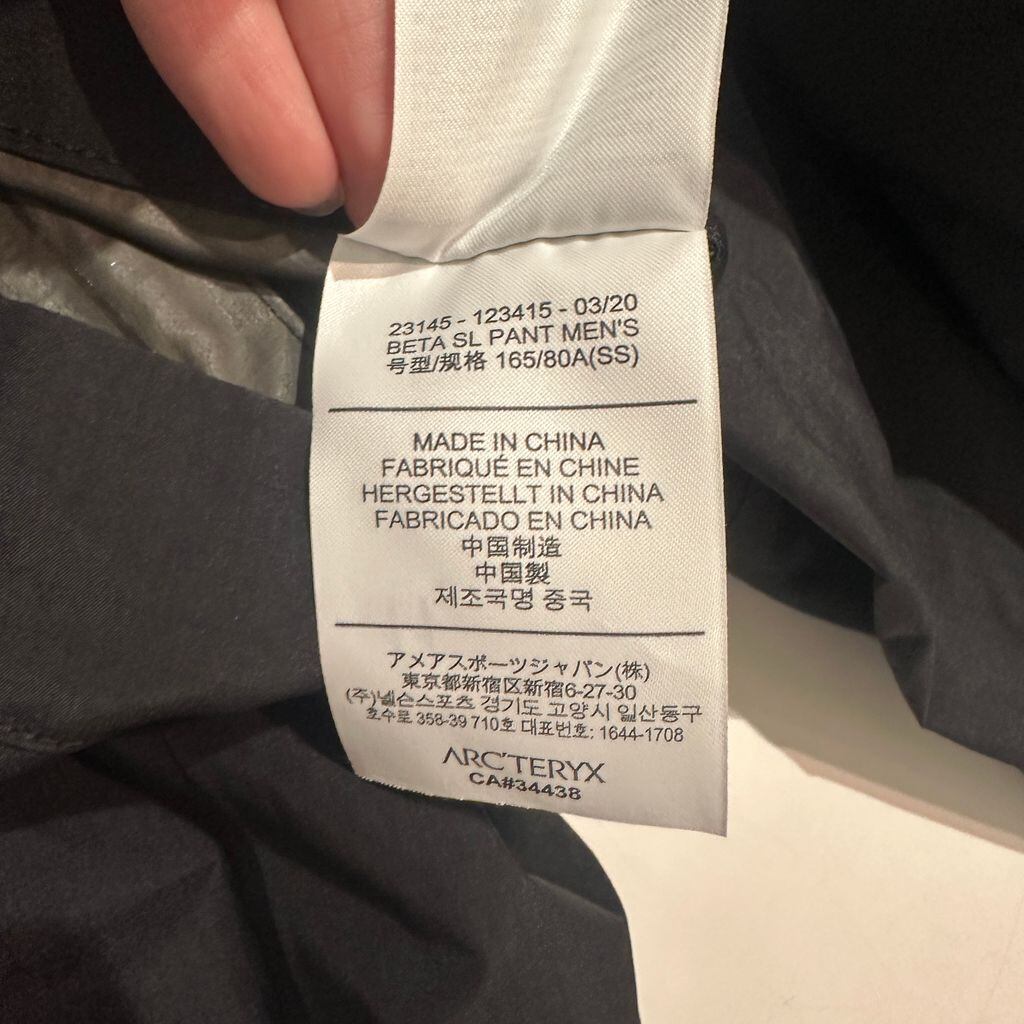 23145 - 123415 - 03/20
BETA SL PANT MEN'S
号型/规格 165/80A(SS)
MADE IN CHINA
FABRIQUÉ EN CHINE
HERGESTELLT IN CHINA
FABRICADO EN CHINA
中国制造
中国製
제조국명 중국
アメアスポーツジャパン(株)
東京都新宿区新宿6-27-30
(주)넬슨스포츠 경기도 고양시 일산동구
호수로 358-39 710호 대표번호: 1644-1708
ARC'TERYX
CA#34438